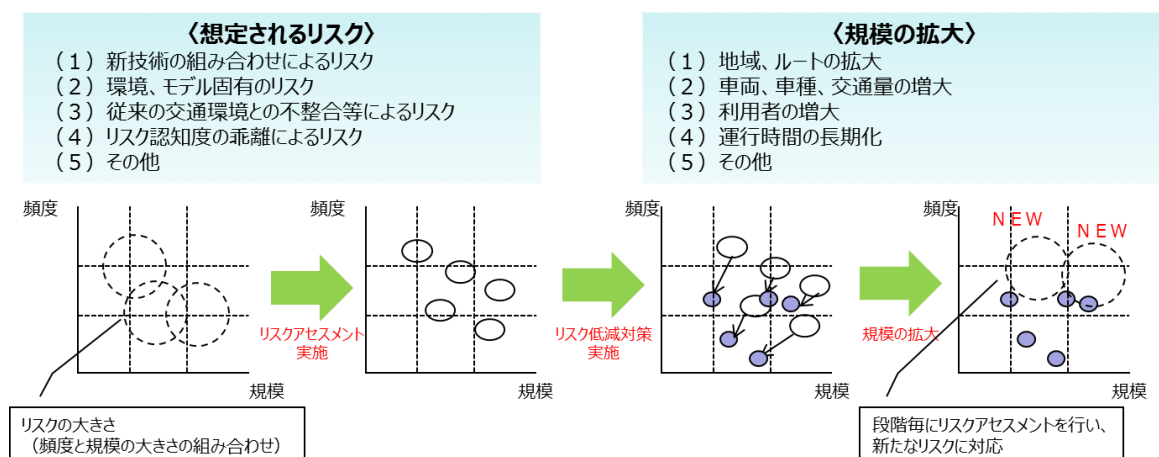 〈想定されるリスク〉
（１）新技術の組み合わせによるリスク
（２）環境、モデル固有のリスク
（３）従来の交通環境との不整合等によるリスク
（４）リスク認知度の乖離によるリスク
（５）その他
〈規模の拡大〉
（１）地域、ルートの拡大
（２）車両、車種、交通量の増大
（３）利用者の増大
（４）運行時間の長期化
（５）その他
頻度
規模
リスクアセスメント
実施
頻度
規模
リスク低減対策
実施
頻度
規模
規模の拡大
頻度
ＮＥＷ
ＮＥＷ
規模
リスクの大きさ
（頻度と規模の大きさの組み合わせ）
段階毎にリスクアセスメントを行い、
新たなリスクに対応